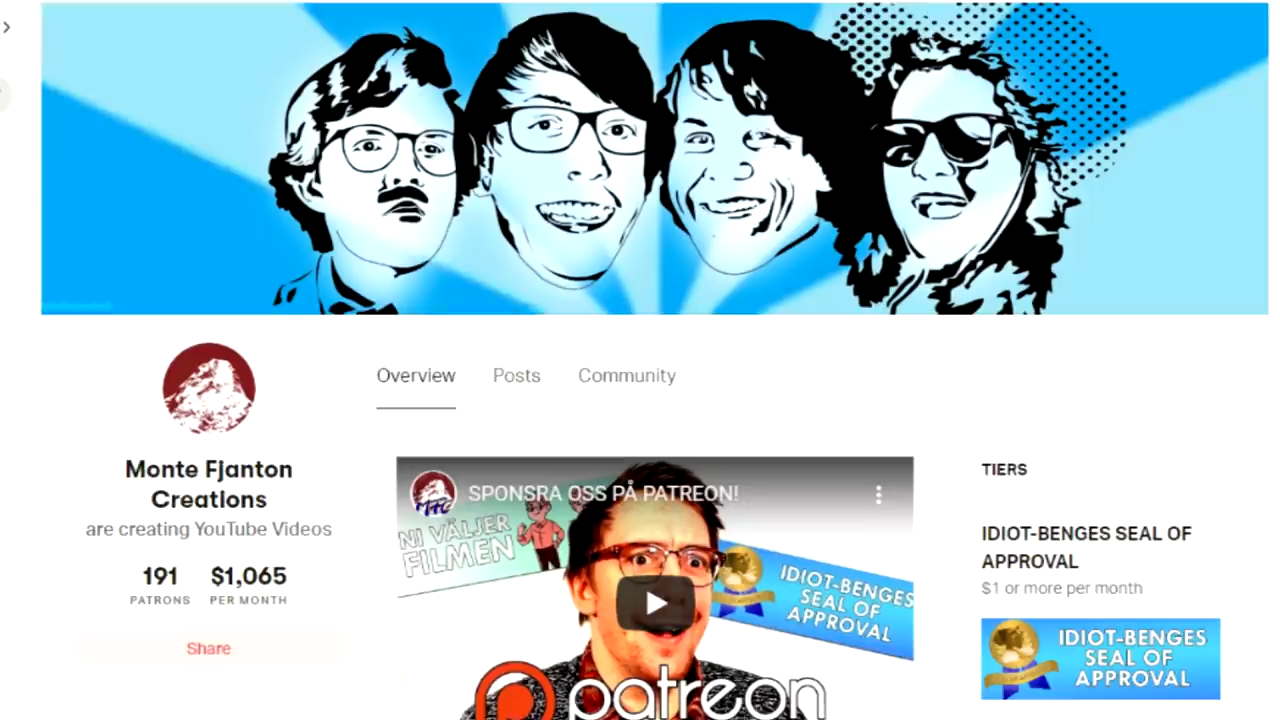 Overview Posts Community
Monte Fjanton
Creations
are creating YouTube Videos
191 $1,065
PATRONS PER MONTH
Share
SPONSRA OSS PÅ PATREON!
MFC
NI VÄLJER
FILMEN
IDIOT-BENGES
SEAL OF
APPROVAL
patreon
TIERS
IDIOT-BENGES SEAL OF
APPROVAL
$1 or more per month
IDIOT-BENGES
SEAL OF
APPROVAL